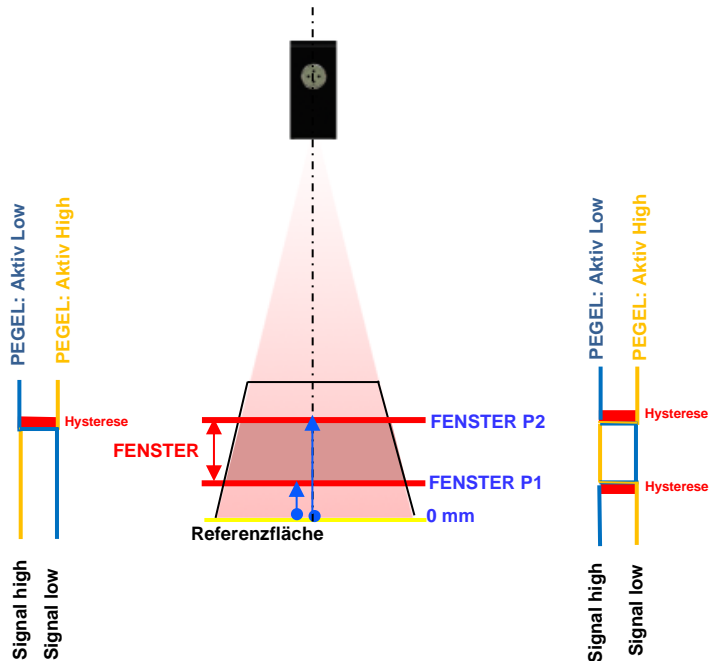 PEGEL: Aktiv Low
PEGEL: Aktiv High
Hysterese
Signal high
Signal low
FENSTER
FENSTER P2
FENSTER P1
0 mm
Referenzfläche
PEGEL: Aktiv Low
PEGEL: Aktiv High
Hysterese
Hysterese
Signal high
Signal low